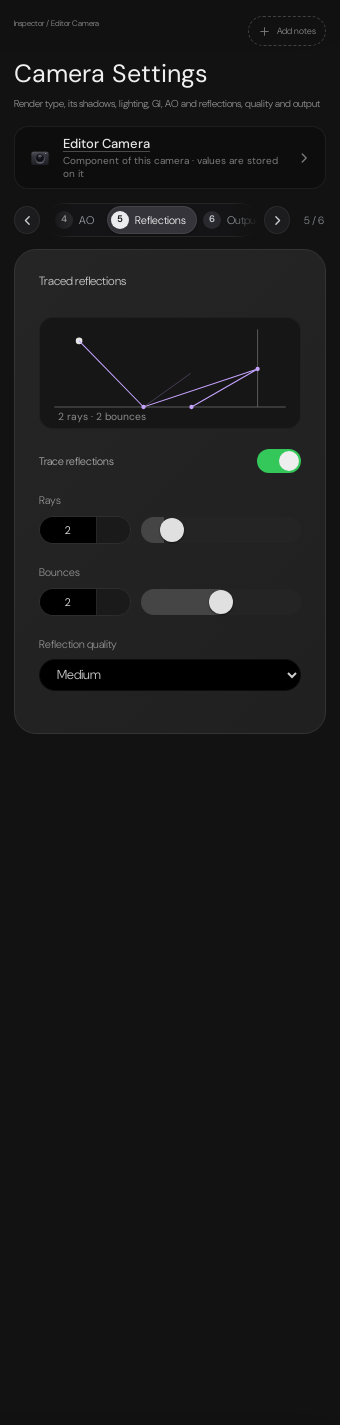 Inspector / Editor Camera
Add notes
Camera Settings
Render type, its shadows, lighting, GI, AO and reflections, quality and output
Editor Camera
Component of this camera · values are stored
on it
4 AO
5 Reflections
6
5 / 6
Traced reflections
2 rays · 2 bounces
Trace reflections
Rays
2
Bounces
2
Reflection quality
Medium